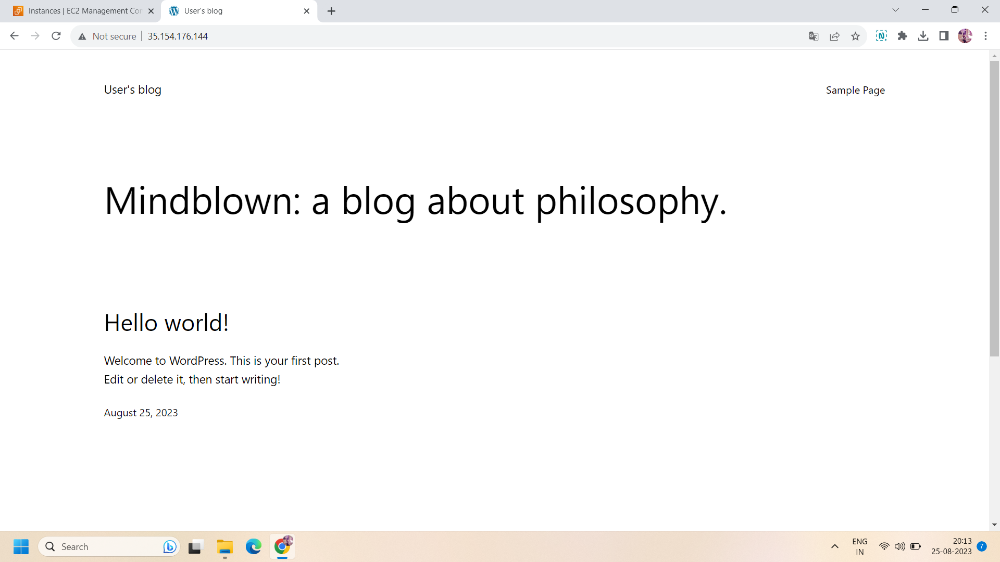 Instances | EC2 Management Con
User's blog
Not secure
35.154.176.144
User's blog
Sample Page
Mindblown: a blog about philosophy.
Hello world!
Welcome to WordPress. This is your first post.
Edit or delete it, then start writing!
August 25, 2023
Search
ENG
IN
20:13
25-08-2023
7